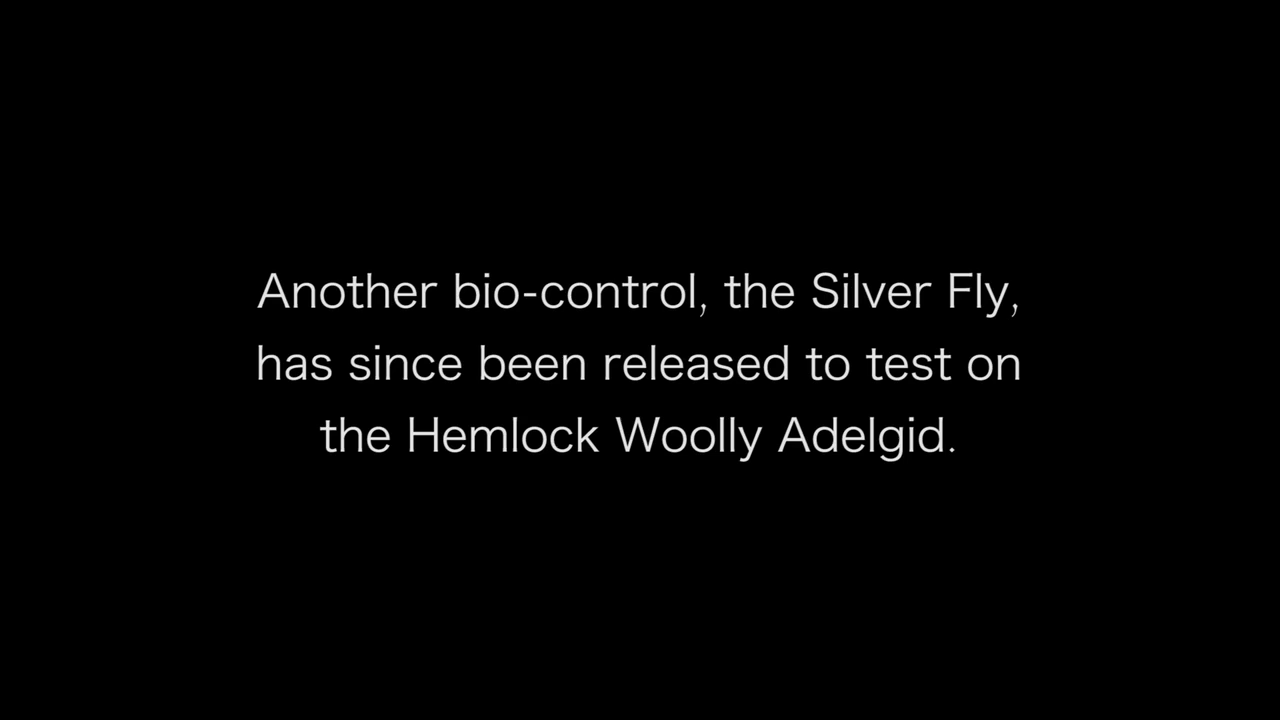 Another bio-control, the Silver Fly,
has since been released to test on
the Hemlock Woolly Adelgid.